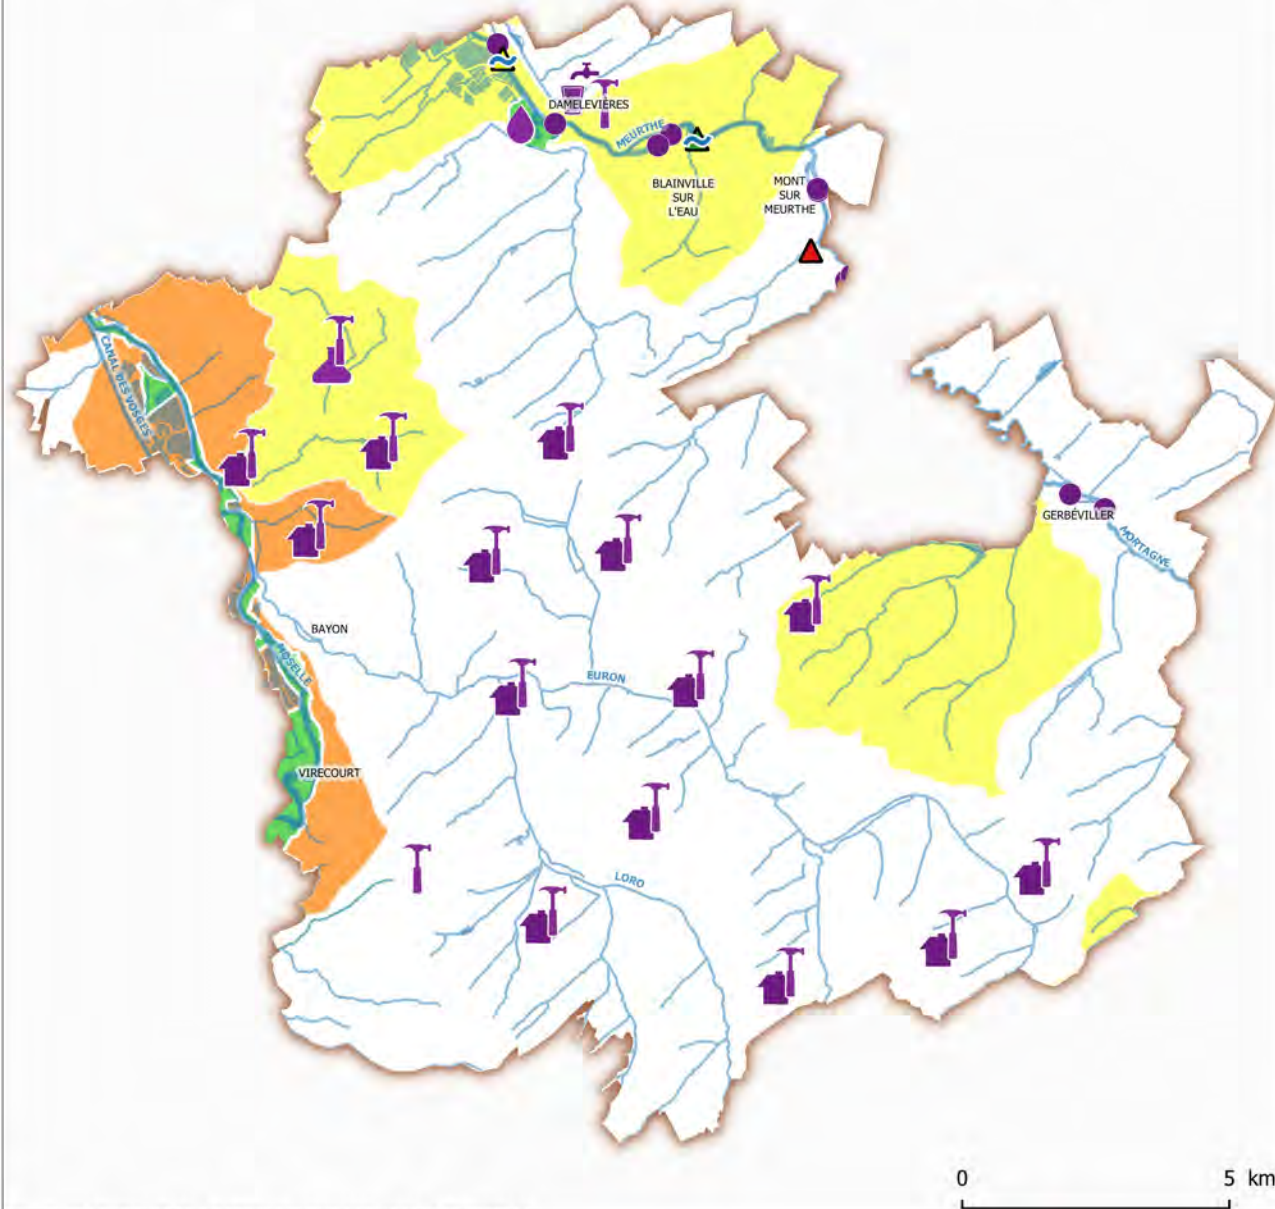 DAMELEVIÈRES
MEURTHE
BLAINVILLE
SUR
L'EAU
MONT
SUR
MEURTHE
CANAL DES VOSGES
GERBÉVILLER
MORTAGNE
BAYON
MOSELLE
EURON
VIRECOURT
LORO
0 5 km